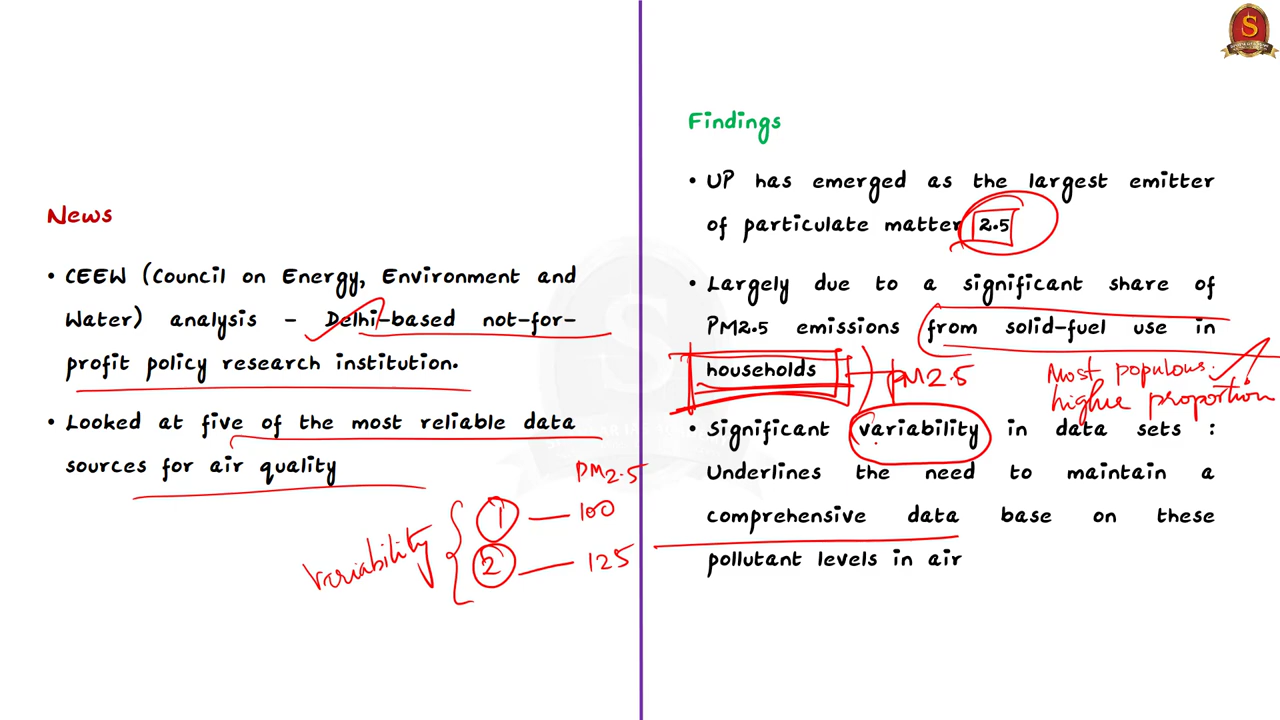 News
• CEEW (Council on Energy, Environment and
Water) analysis – Delhi-based not-for-
profit policy research institution.
• Looked at five of the most reliable data
sources for air quality
PM2.5
variability { 1 — 100
2 — 125
Findings
• UP has emerged as the largest emitter
of particulate matter 2.5
• Largely due to a significant share of
PM2.5 emissions from solid-fuel use in
households
PM2.5
Most populous
higher proportion
• Significant variability in data sets :
Underlines the need to maintain a
comprehensive data base on these
pollutant levels in air
S